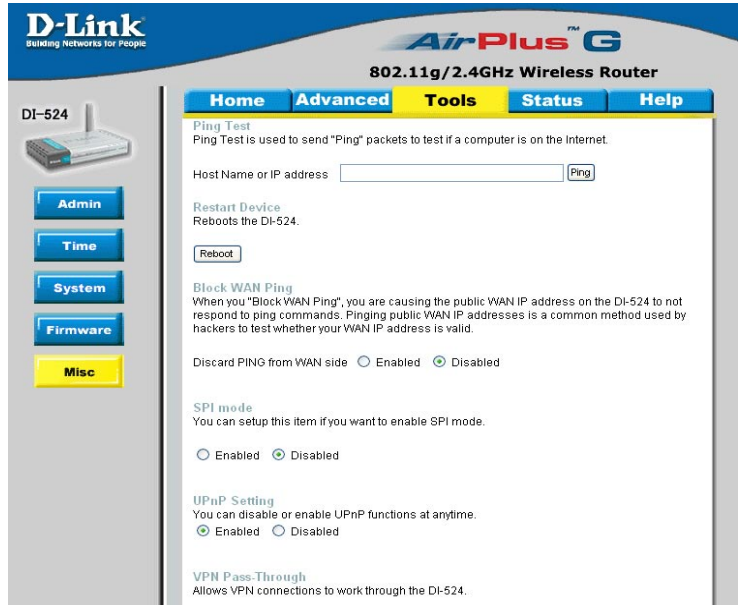 D-Link
Building Networks for People
AirPlus™ G
802.11g/2.4GHz Wireless Router
DI-524
Home Advanced Tools Status Help
Admin
Time
System
Firmware
Misc
Ping Test
Ping Test is used to send "Ping" packets to test if a computer is on the Internet.
Host Name or IP address Ping
Restart Device
Reboots the DI-524.
Reboot
Block WAN Ping
When you "Block WAN Ping", you are causing the public WAN IP address on the DI-524 to not
respond to ping commands. Pinging public WAN IP addresses is a common method used by
hackers to test whether your WAN IP address is valid.
Discard PING from WAN side Enabled Disabled
SPI mode
You can setup this item if you want to enable SPI mode.
Enabled Disabled
UPnP Setting
You can disable or enable UPnP functions at anytime.
Enabled Disabled
VPN Pass-Through
Allows VPN connections to work through the DI-524.